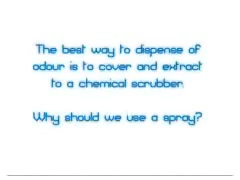 The best way to dispense of
odour is to cover and extract
to a chemical scrubber.
Why should we use a spray?